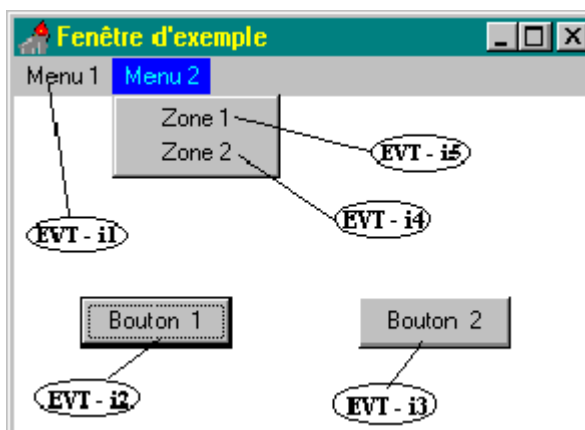 Fenêtre d'exemple
Menu 1 Menu 2
Zone 1
Zone 2
EVT - i5
EVT - i4
EVT - i1
Bouton 1 Bouton 2
EVT - i2 EVT - i3